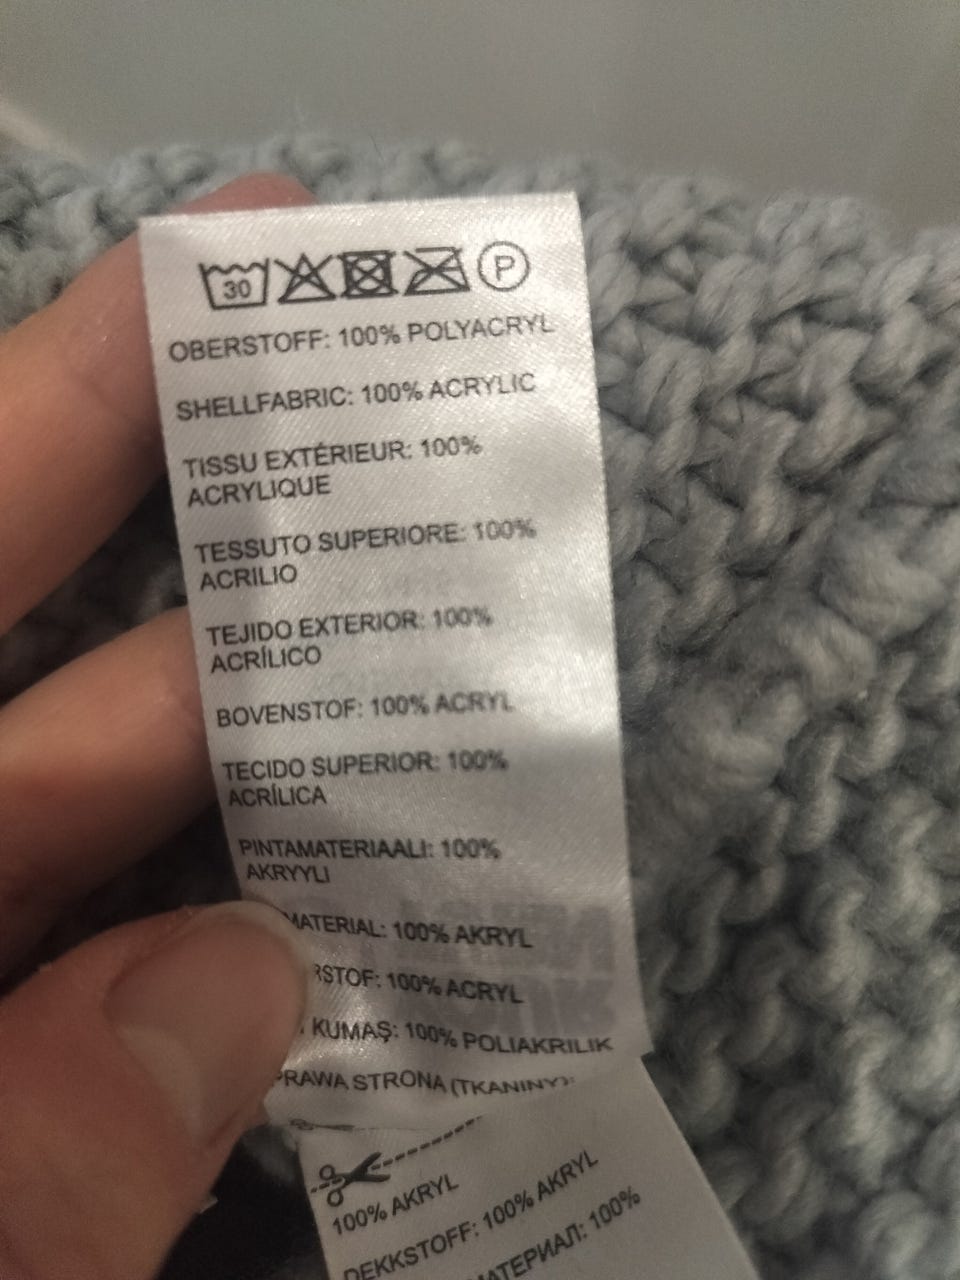 30
P
OBERSTOFF: 100% POLYACRYL
SHELLFABRIC: 100% ACRYLIC
TISSU EXTÉRIEUR: 100%
ACRYLIQUE
TESSUTO SUPERIORE: 100%
ACRILIO
TEJIDO EXTERIOR: 100%
ACRÍLICO
BOVENSTOF: 100% ACRYL
TECIDO SUPERIOR: 100%
ACRÍLICA
PINTAMATERIAALI: 100%
AKRYYLI
MATERIAL: 100% AKRYL
RSTOF: 100% ACRYL
KUMAŞ: 100% POLIAKRILIK
PRAWA STRONA (TKANINY):
100% AKRYL
DEKKSTOFF: 100% AKRYL
МАТЕРИАЛ: 100%